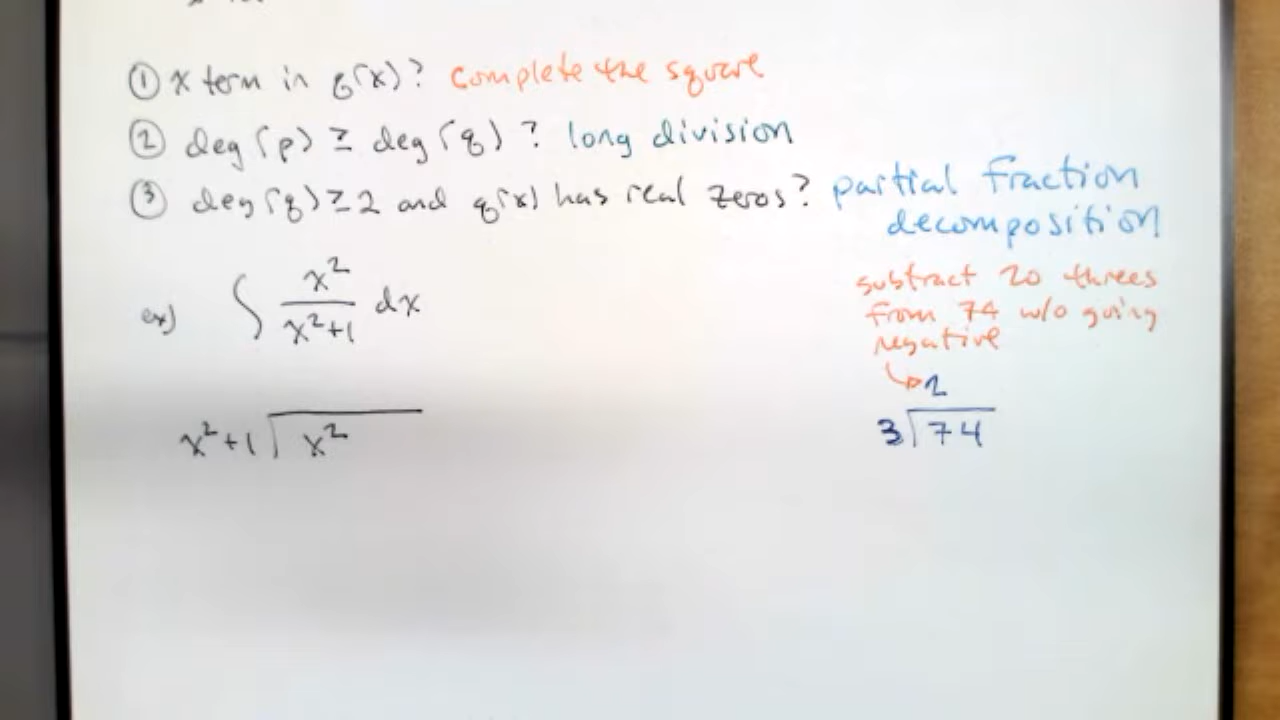 ① x term in q(x)? complete the square
② deg(p) ≥ deg(q)? long division
③ deg(q) ≥ 2 and q(x) has real zeros? partial fraction
decomposition
ex) ∫ x²/(x²+1) dx
subtract 20 threes
from 74 w/o going
negative
2
x²+1 ⟌ x²
3 ⟌ 74